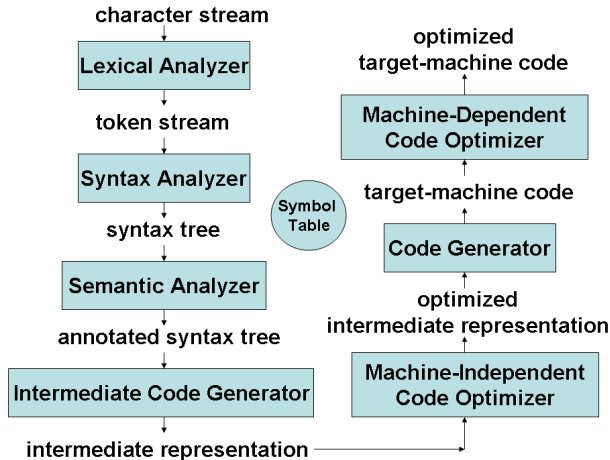 character stream
Lexical Analyzer
token stream
Syntax Analyzer
syntax tree
Semantic Analyzer
annotated syntax tree
Intermediate Code Generator
intermediate representation
Symbol
Table
optimized
target-machine code
Machine-Dependent
Code Optimizer
target-machine code
Code Generator
optimized
intermediate representation
Machine-Independent
Code Optimizer